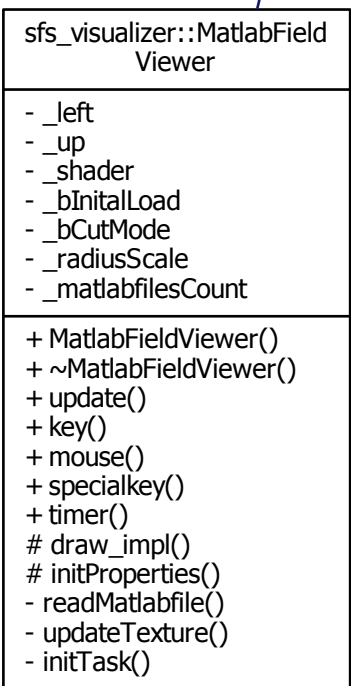 sfs_visualizer::MatlabField
Viewer
- _left
- _up
- _shader
- _bInitalLoad
- _bCutMode
- _radiusScale
- _matlabfilesCount
+ MatlabFieldViewer()
+ ~MatlabFieldViewer()
+ update()
+ key()
+ mouse()
+ specialkey()
+ timer()
# draw_impl()
# initProperties()
- readMatlabfile()
- updateTexture()
- initTask()